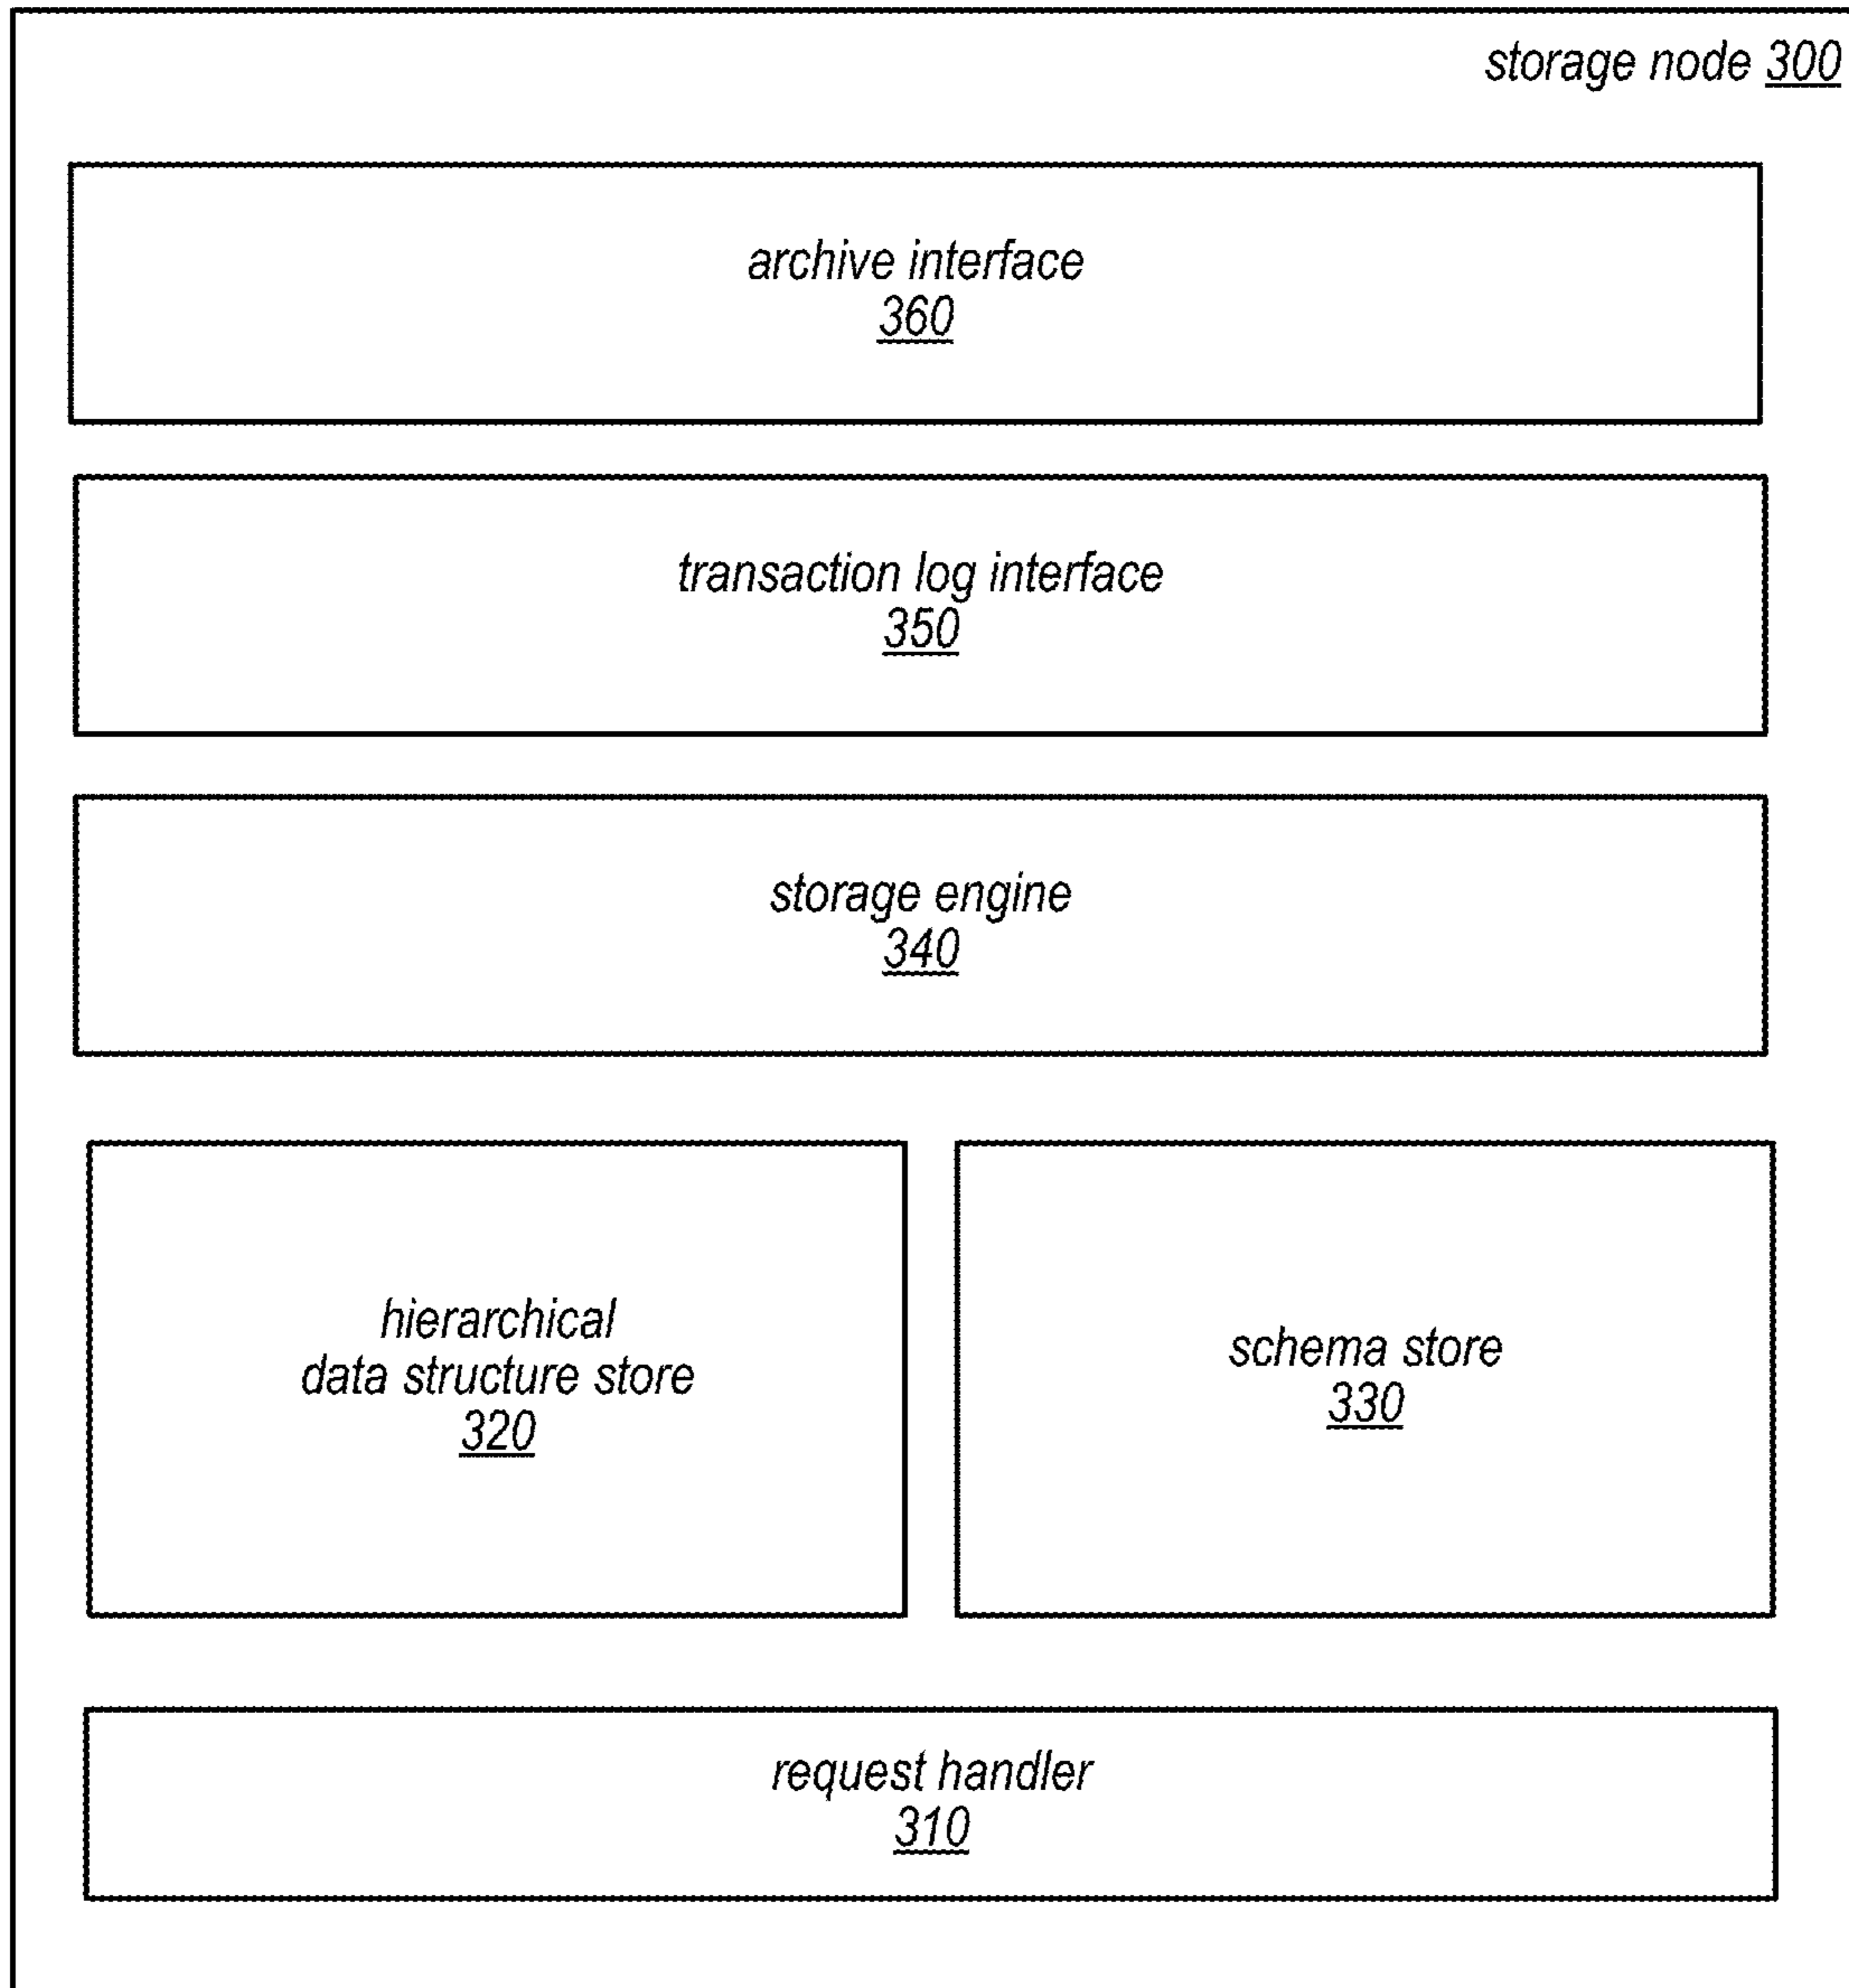 storage node 300
archive interface
360
transaction log interface
350
storage engine
340
hierarchical
data structure store
320
schema store
330
request handler
310